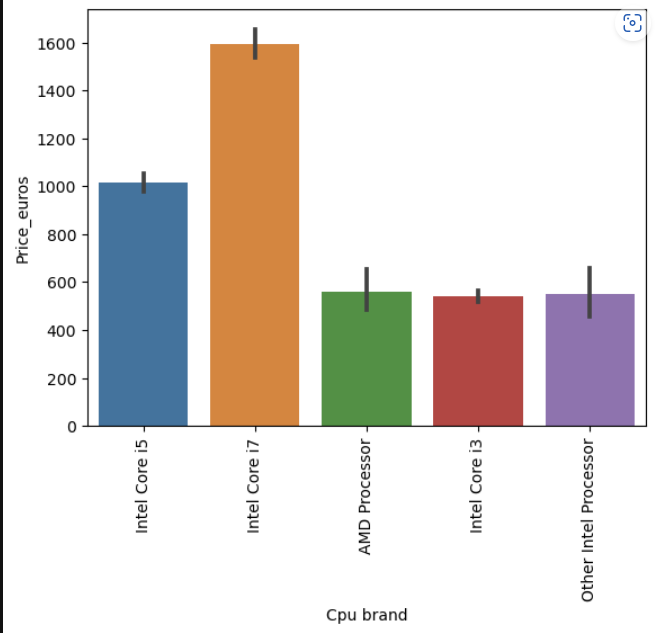 1600
1400
1200
1000
800
600
400
200
0
Price_euros
Intel Core i5
Intel Core i7
AMD Processor
Intel Core i3
Other Intel Processor
Cpu brand